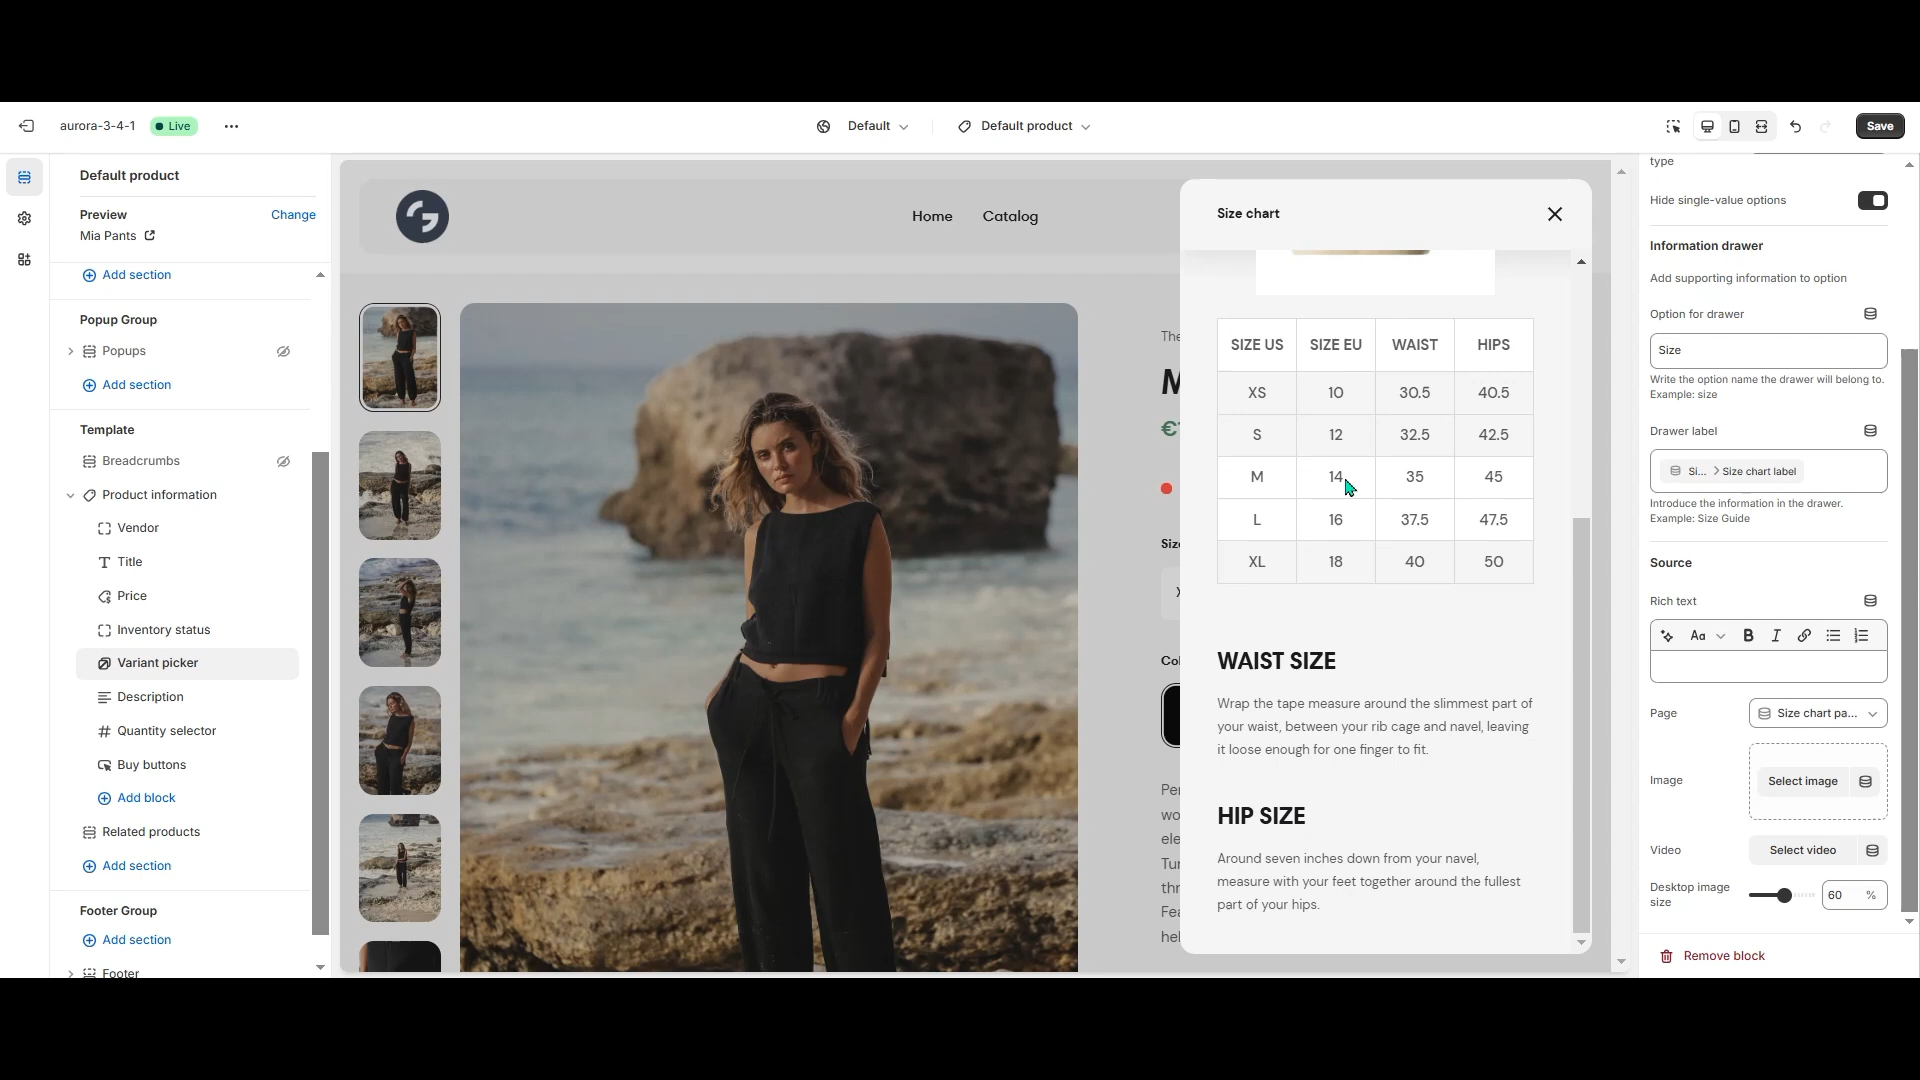 aurora-3-4-1
Live
Default
Default product
Save
Default product
Preview
Change
Mia Pants
Add section
Popup Group
Popups
Add section
Template
Breadcrumbs
Product information
Vendor
Title
Price
Inventory status
Variant picker
Description
Quantity selector
Buy buttons
Add block
Related products
Add section
Footer Group
Add section
Footer
Home
Catalog
The
M
€
Size chart
SIZE US SIZE EU WAIST HIPS
XS 10 30.5 40.5
S 12 32.5 42.5
M 14 35 45
L 16 37.5 47.5
XL 18 40 50
WAIST SIZE
Wrap the tape measure around the slimmest part of
your waist, between your rib cage and navel, leaving
it loose enough for one finger to fit.
HIP SIZE
Around seven inches down from your navel,
measure with your feet together around the fullest
part of your hips.
type
Hide single-value options
Information drawer
Add supporting information to option
Option for drawer
Size
Write the option name the drawer will belong to.
Example: size
Drawer label
Si... > Size chart label
Introduce the information in the drawer.
Example: Size Guide
Source
Rich text
Aa B I
Page
Size chart pa...
Image
Select image
Video
Select video
Desktop image
size
60 %
Remove block